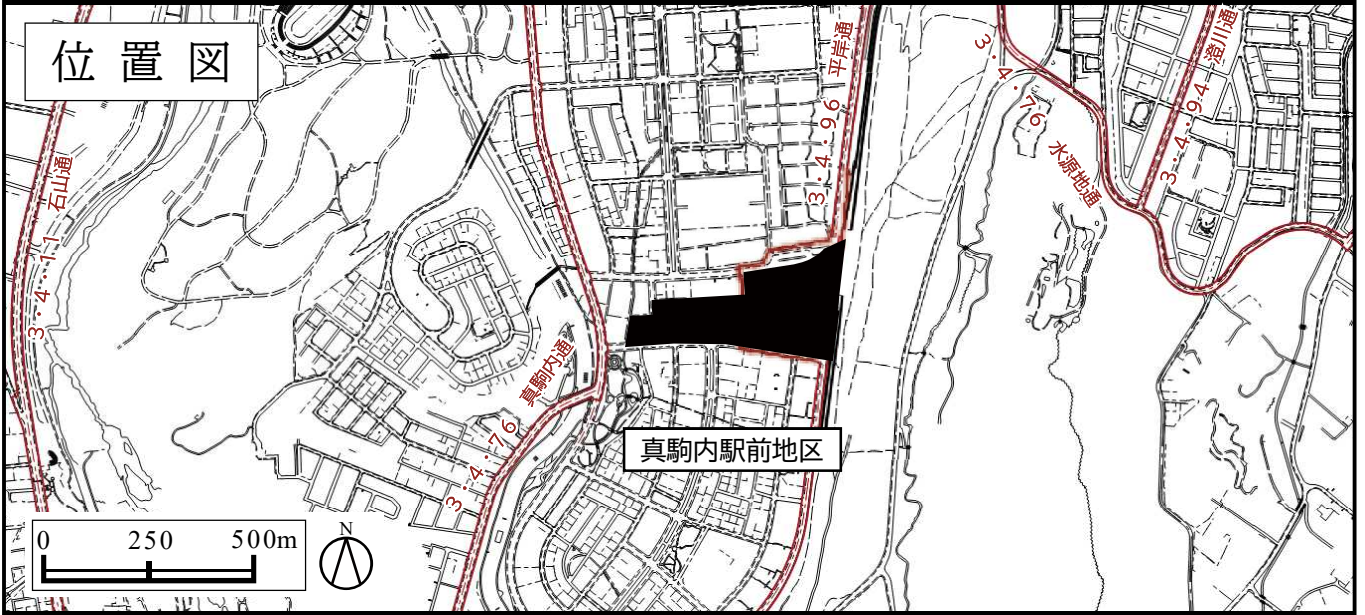 位置図
3・4・11 石山通
3・4・96 平岸通
3・4・76 水源地通
3・4・94 澄川通
3・4・76 真駒内通
真駒内駅前地区
0 250 500m
N